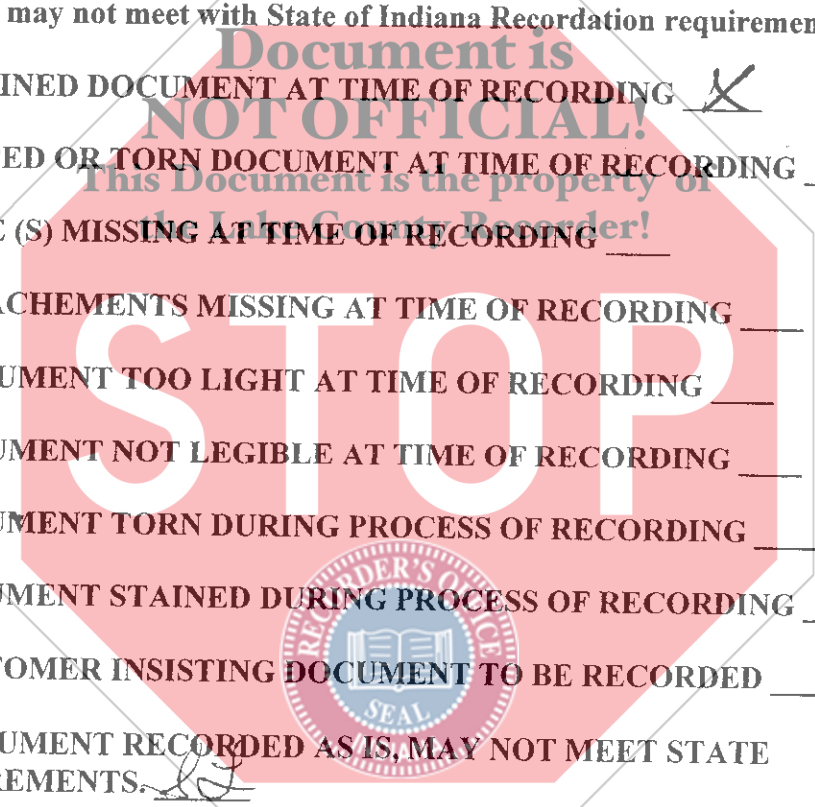 may not meet with State of Indiana Recordation requiremen
Document is
INED DOCUMENT AT TIME OF RECORDING X
NOT OFFICIAL!
ED OR TORN DOCUMENT AT TIME OF RECORDING
This Document is the property of
the Lake County Recorder!
(S) MISSING AT TIME OF RECORDING
ACHEMENTS MISSING AT TIME OF RECORDING
STOP
UMENT TOO LIGHT AT TIME OF RECORDING
UMENT NOT LEGIBLE AT TIME OF RECORDING
UMENT TORN DURING PROCESS OF RECORDING
RECORDER'S OFFICE
UMENT STAINED DURING PROCESS OF RECORDING
TOMER INSISTING DOCUMENT TO BE RECORDED
SEAL
UMENT RECORDED AS IS, MAY NOT MEET STATE
REMENTS.